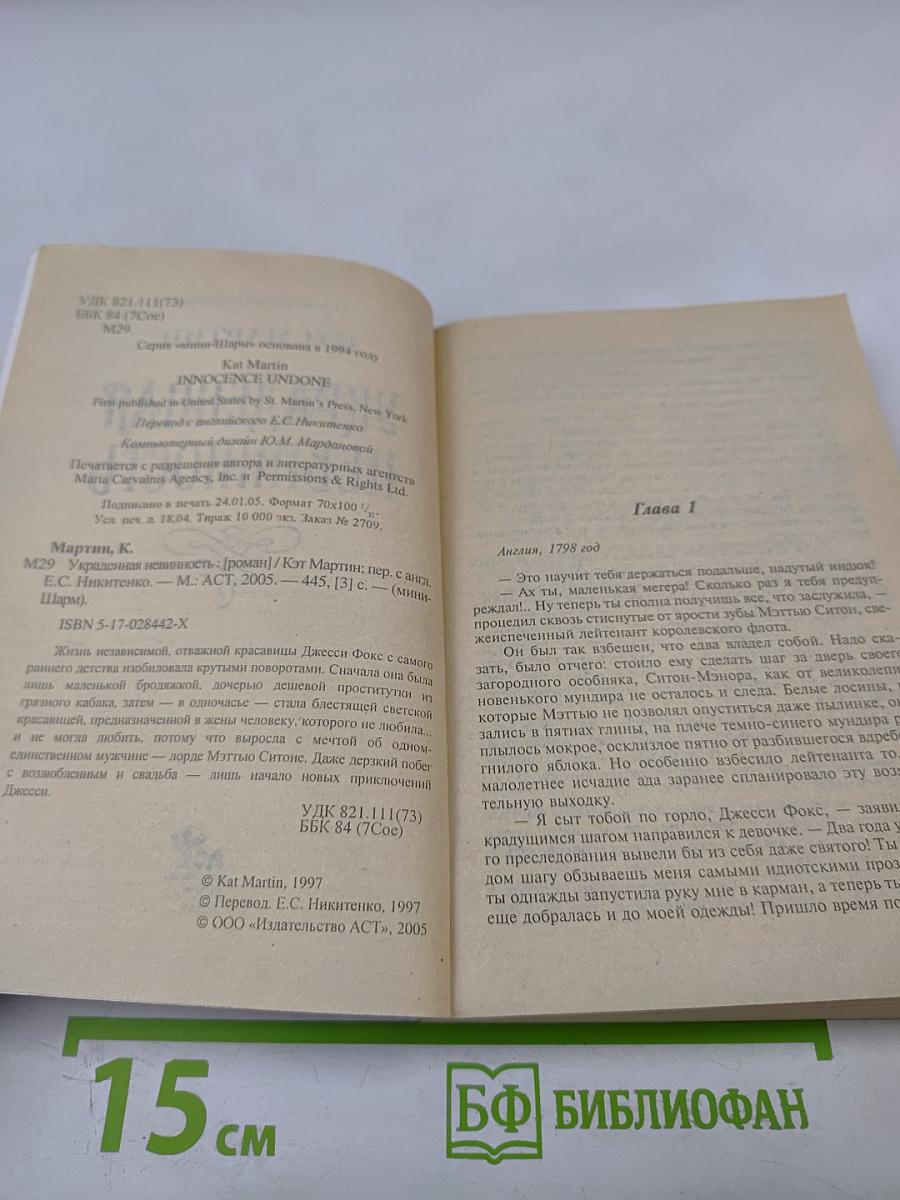 УДК 821.111(73)
ББК 84 (7Сое)
М29
Серия «мини-Шарм» основана в 1994 году
Kat Martin
INNOCENCE UNDONE
First published in United States by St. Martin's Press, New York
Перевод с английского Е.С. Никитенко
Компьютерный дизайн Ю.М. Мардановой
Печатается с разрешения автора и литературных агентств
Maria Carvainis Agency, Inc. и Permissions & Rights Ltd.
Подписано в печать 24.01.05. Формат 70x100 1/32.
Усл. печ. л. 18,04. Тираж 10 000 экз. Заказ № 2709.
Мартин, К.
М29 Украденная невинность : [роман] / Кэт Мартин; пер. с англ.
Е.С. Никитенко. — М.: АСТ, 2005. — 445, [3] с. — (мини-
Шарм).
ISBN 5-17-028442-X
Жизнь независимой, отважной красавицы Джесси Фокс с самого
раннего детства изобиловала крутыми поворотами. Сначала она была
лишь маленькой бродяжкой, дочерью дешевой проститутки из
грязного кабака, затем — в одночасье — стала блестящей светской
красавицей, предназначенной в жены человеку, которого не любила...
и не могла любить, потому что выросла с мечтой об одном-
единственном мужчине — лорде Мэттью Ситоне. Даже дерзкий побег
с возлюбленным и свадьба — лишь начало новых приключений
Джесси.
УДК 821.111(73)
ББК 84 (7Сое)
© Kat Martin, 1997
© Перевод. Е.С. Никитенко, 1997
© ООО «Издательство АСТ», 2005
Глава 1
Англия, 1798 год
— Это научит тебя держаться подальше, надутый индюк!
— Ах ты, маленькая мегера! Сколько раз я тебя предуп-
реждал!.. Ну теперь ты сполна получишь все, что заслужила, —
процедил сквозь стиснутые от ярости зубы Мэттью Ситон, све-
жеиспеченный лейтенант королевского флота.
Он был так взбешен, что едва владел собой. Надо ска-
зать, было отчего: стоило ему сделать шаг за дверь своего
загородного особняка, Ситон-Мэнора, как от великолепи
новенького мундира не осталось и следа. Белые лосины,
которые Мэттью не позволял опуститься даже пылинке, ок
зались в пятнах глины, на плече темно-синего мундира р
плылось мокрое, осклизлое пятно от разбившегося вдребе
гнилого яблока. Но особенно взбесило лейтенанта то,
малолетнее исчадие ада заранее спланировало эту возм
тельную выходку.
— Я сыт тобой по горло, Джесси Фокс, — заявил
крадущимся шагом направился к девочке. — Два года у
го преследования вывели бы из себя даже святого! Ты
дом шагу обзываешь меня самыми идиотскими проз
ты однажды запустила руку мне в карман, а теперь ты
еще добралась и до моей одежды! Пришло время по
15 см
БФ БИБЛИОФАН